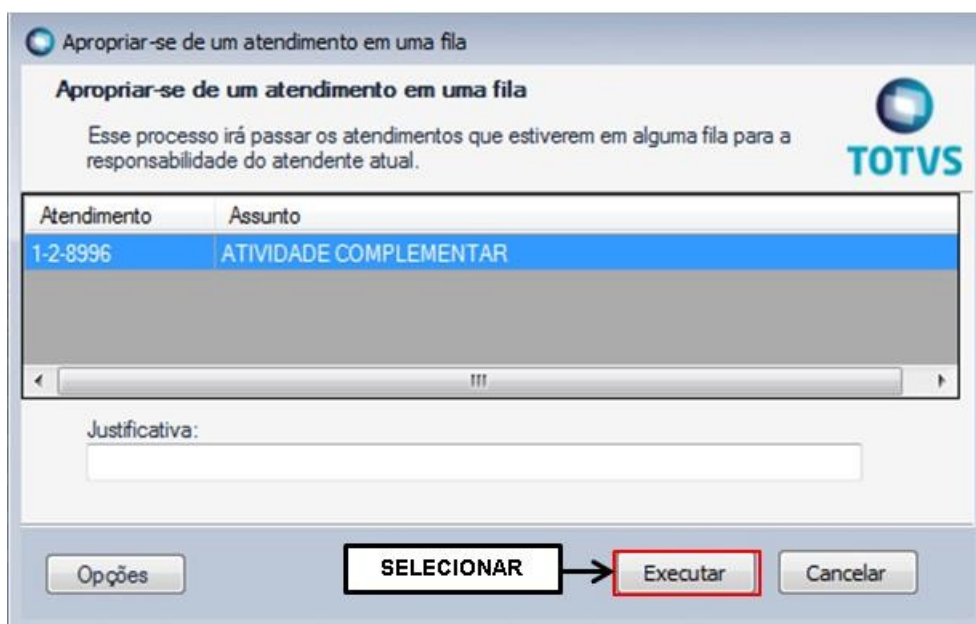 Apropriar-se de um atendimento em uma fila
Apropriar-se de um atendimento em uma fila
Esse processo irá passar os atendimentos que estiverem em alguma fila para a
responsabilidade do atendente atual.
TOTVS
Atendimento Assunto
1-2-8996 ATIVIDADE COMPLEMENTAR
Justificativa:
Opções SELECIONAR Executar Cancelar